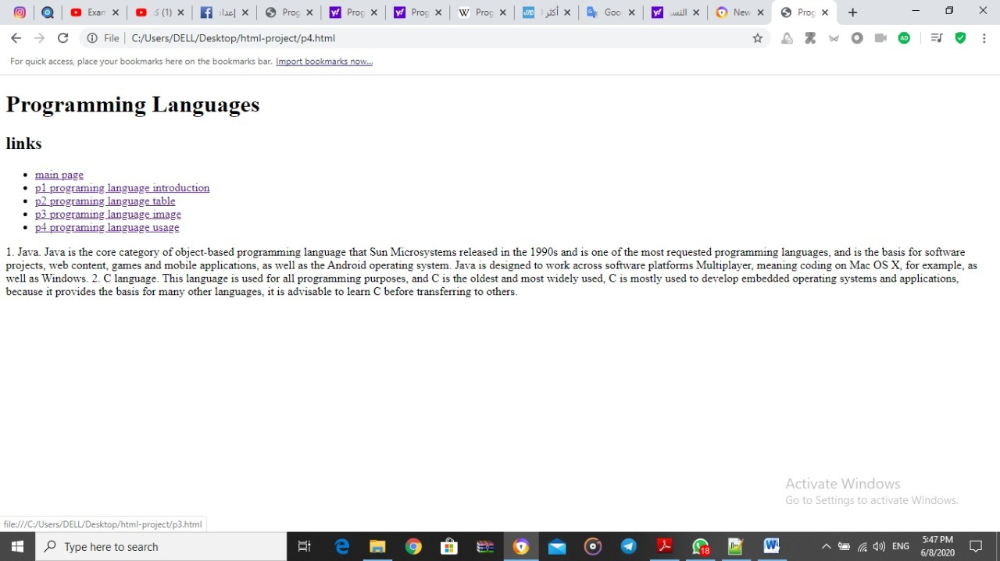 Exan
(1) ک
إعداد
Prog
Prog
Prog
Prog
أكثر
Goo
النسـ
New
Prog
File
C:/Users/DELL/Desktop/html-project/p4.html
For quick access, place your bookmarks here on the bookmarks bar. Import bookmarks now...
Programming Languages
links
main page
p1 programing language introduction
p2 programing language table
p3 programing language image
p4 programing language usage
1. Java. Java is the core category of object-based programming language that Sun Microsystems released in the 1990s and is one of the most requested programming languages, and is the basis for software
projects, web content, games and mobile applications, as well as the Android operating system. Java is designed to work across software platforms Multiplayer, meaning coding on Mac OS X, for example, as
well as Windows. 2. C language. This language is used for all programming purposes, and C is the oldest and most widely used, C is mostly used to develop embedded operating systems and applications,
because it provides the basis for many other languages, it is advisable to learn C before transferring to others.
Activate Windows
Go to Settings to activate Windows.
file:///C:/Users/DELL/Desktop/html-project/p3.html
Type here to search
18
ENG
5:47 PM
6/8/2020